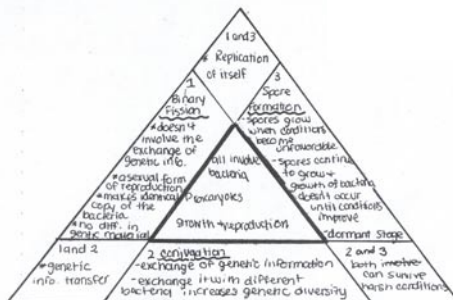 1 and 3
* Replication
of itself
1
Binary
Fission
*doesn't
involve the
exchange of
genetic info.
*asexual form
of reproduction
*makes identical
copy of the
bacteria
*no diff. in
genetic material
3
Spore
formation
-spores grow
when conditions
become
unfavorable
-spores continue
to grow &
growth of bacteria
doesn't occur
until conditions
improve
*dormant stage
all involve
bacteria
Prokaryotes
growth & reproduction
1 and 2
*genetic
info. transfer
2 conjugation
-exchange of genetic information
-exchange it with different
bacteria, increases genetic diversity
2 and 3
both involve
can survive
harsh conditions